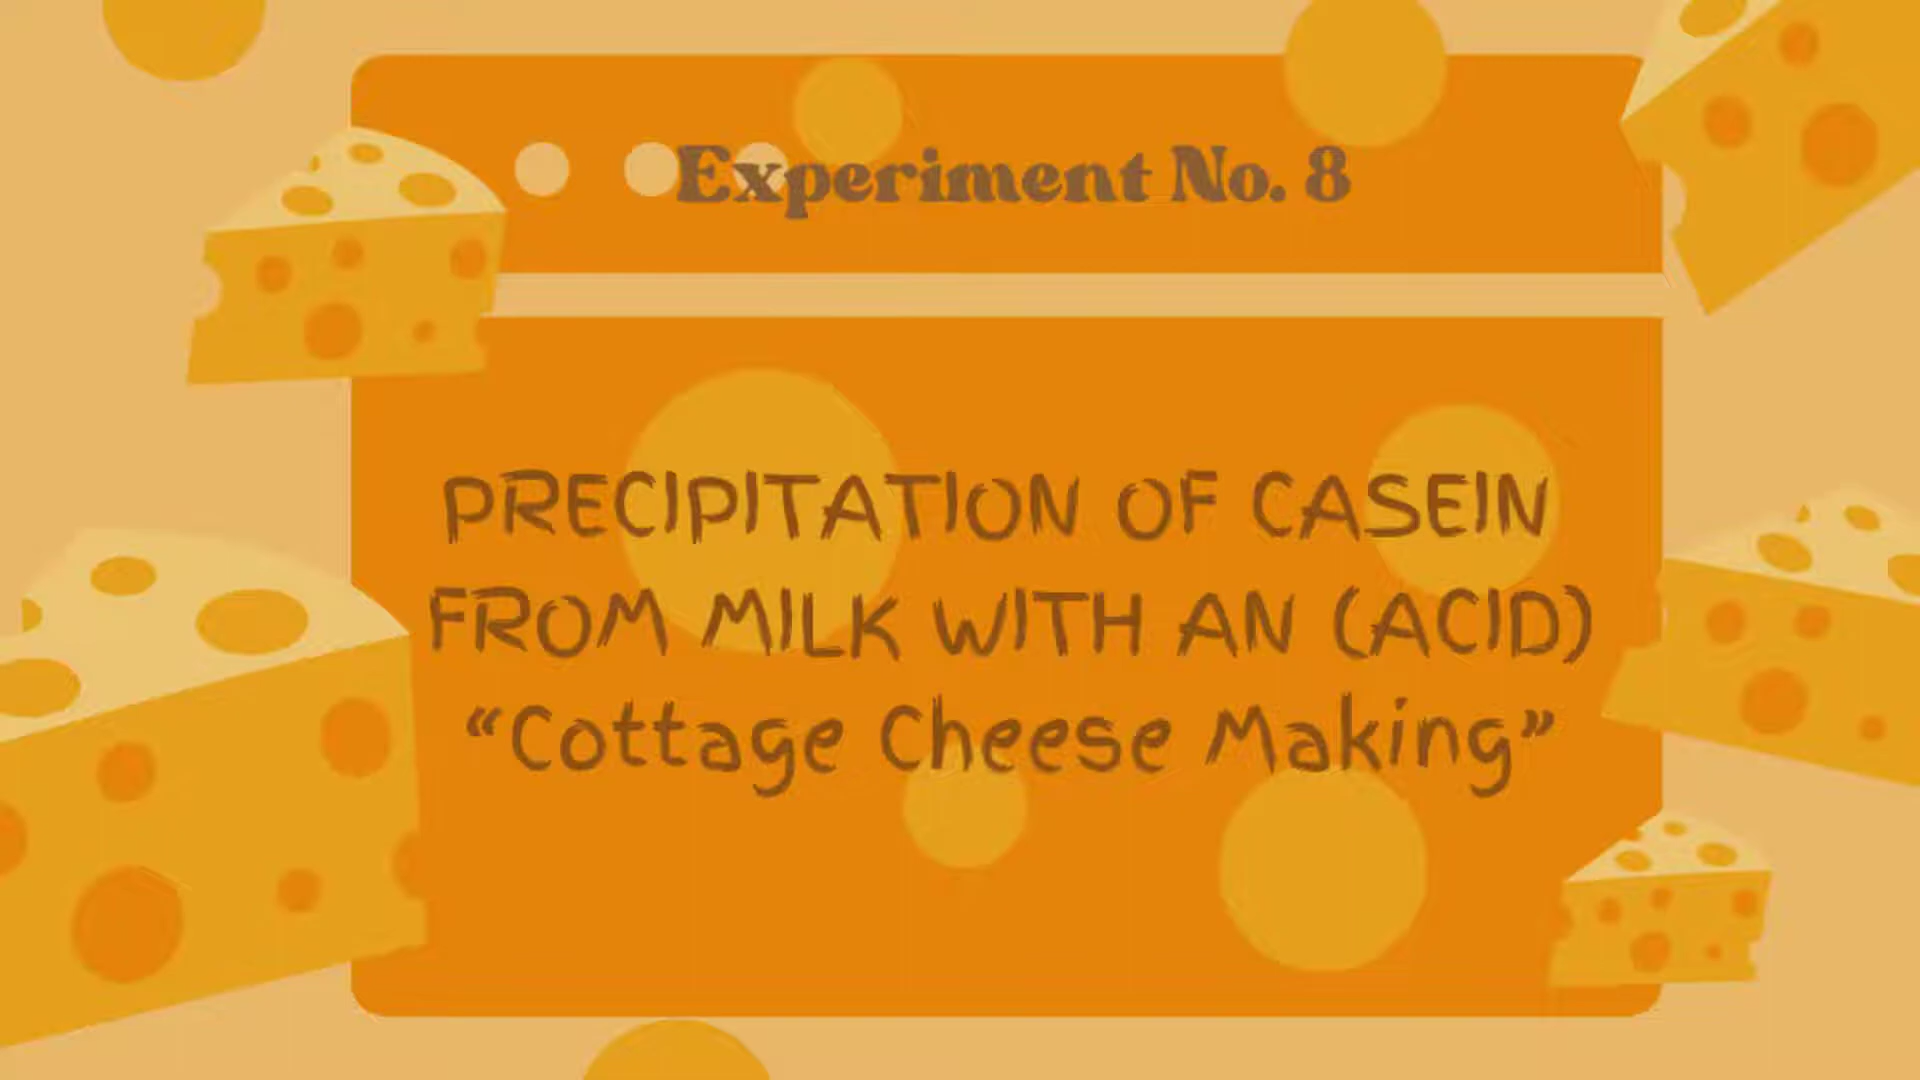 Experiment No. 8
PRECIPITATION OF CASEIN
FROM MILK WITH AN (ACID)
“Cottage Cheese Making”